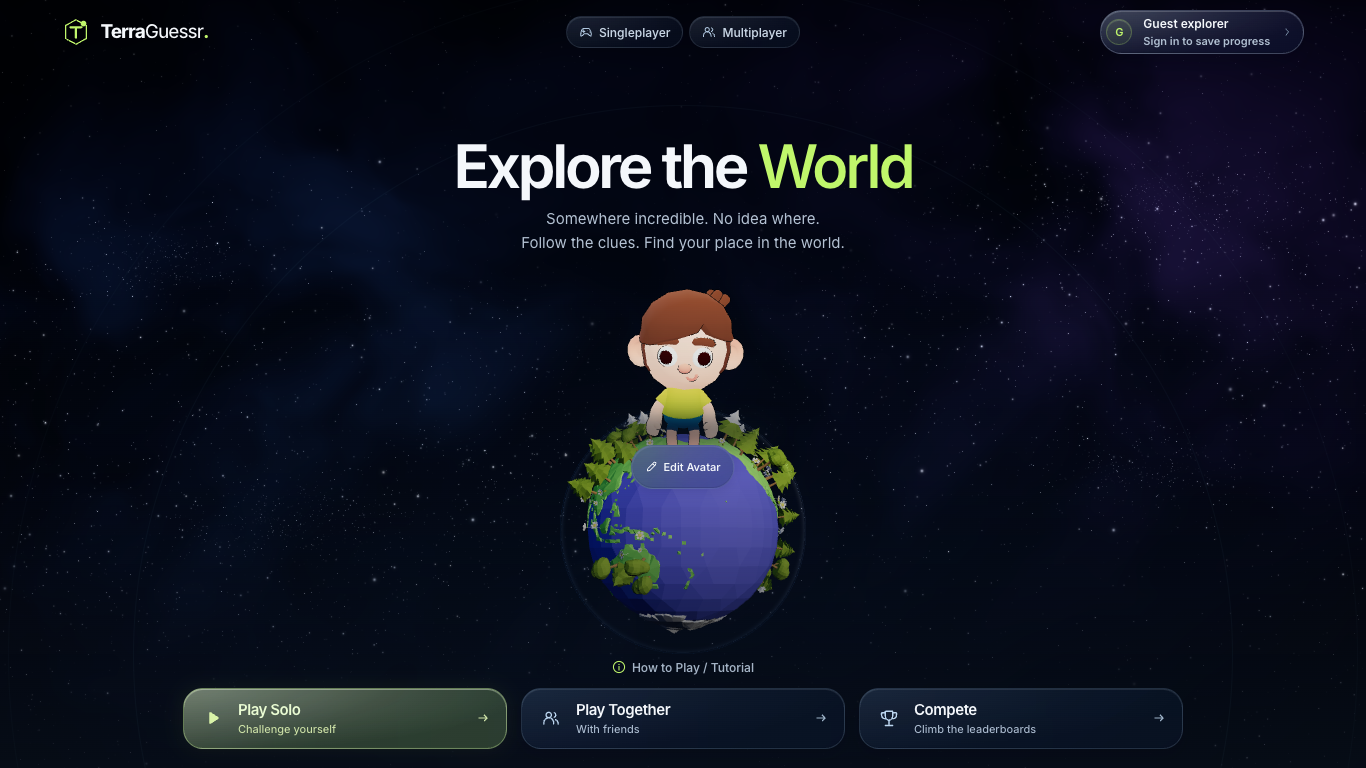 TerraGuessr.
Singleplayer
Multiplayer
G
Guest explorer
Sign in to save progress
Explore the World
Somewhere incredible. No idea where.
Follow the clues. Find your place in the world.
Edit Avatar
How to Play / Tutorial
Play Solo
Challenge yourself
Play Together
With friends
Compete
Climb the leaderboards